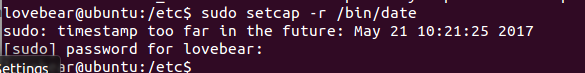 lovebear@ubuntu:/etc$ sudo setcap -r /bin/date
sudo: timestamp too far in the future: May 21 10:21:25 2017
[sudo] password for lovebear:
Settings ear@ubuntu:/etc$